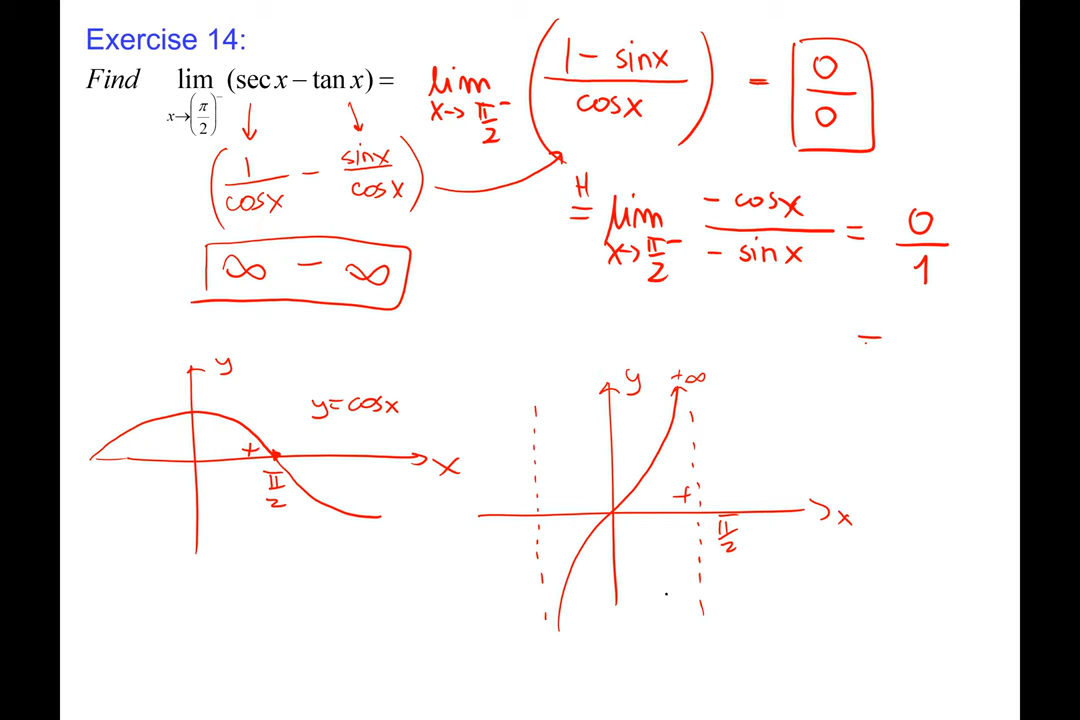 Exercise 14:
Find lim x→(π/2)⁻ (sec x − tan x) = lim x→π/2⁻ ((1 − sinx)/cosx) = 0/0
(1/cosx − sinx/cosx)
H= lim x→π/2⁻ (− cosx)/(− sinx) = 0/1
∞ − ∞
=
y
y = cosx
+
π/2
x
y
+∞
+
π/2
x